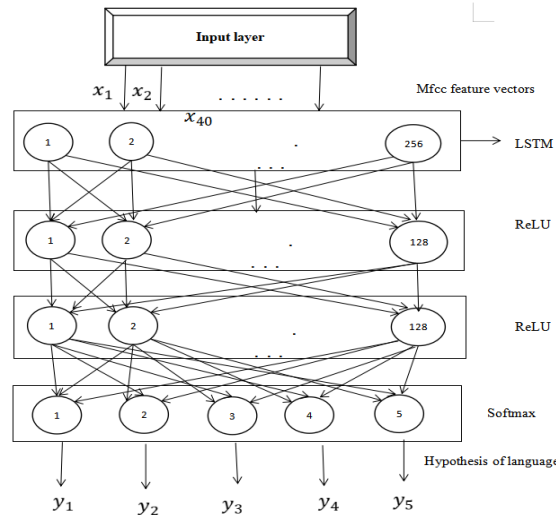 Input layer
x₁ x₂ . . . . . .
Mfcc feature vectors
x₄₀
1 2 . 256
LSTM
. . .
ReLU
1 2 . 128
. . .
1 2 . 128
ReLU
. . .
1 2 3 4 5
Softmax
Hypothesis of language
y₁ y₂ y₃ y₄ y₅